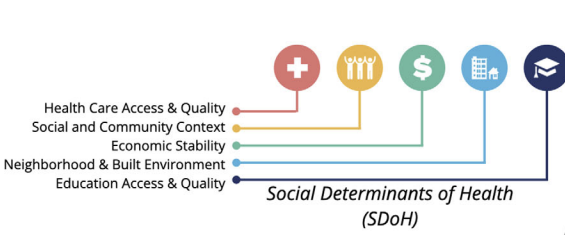 Health Care Access & Quality
Social and Community Context
Economic Stability
Neighborhood & Built Environment
Education Access & Quality
Social Determinants of Health
(SDoH)